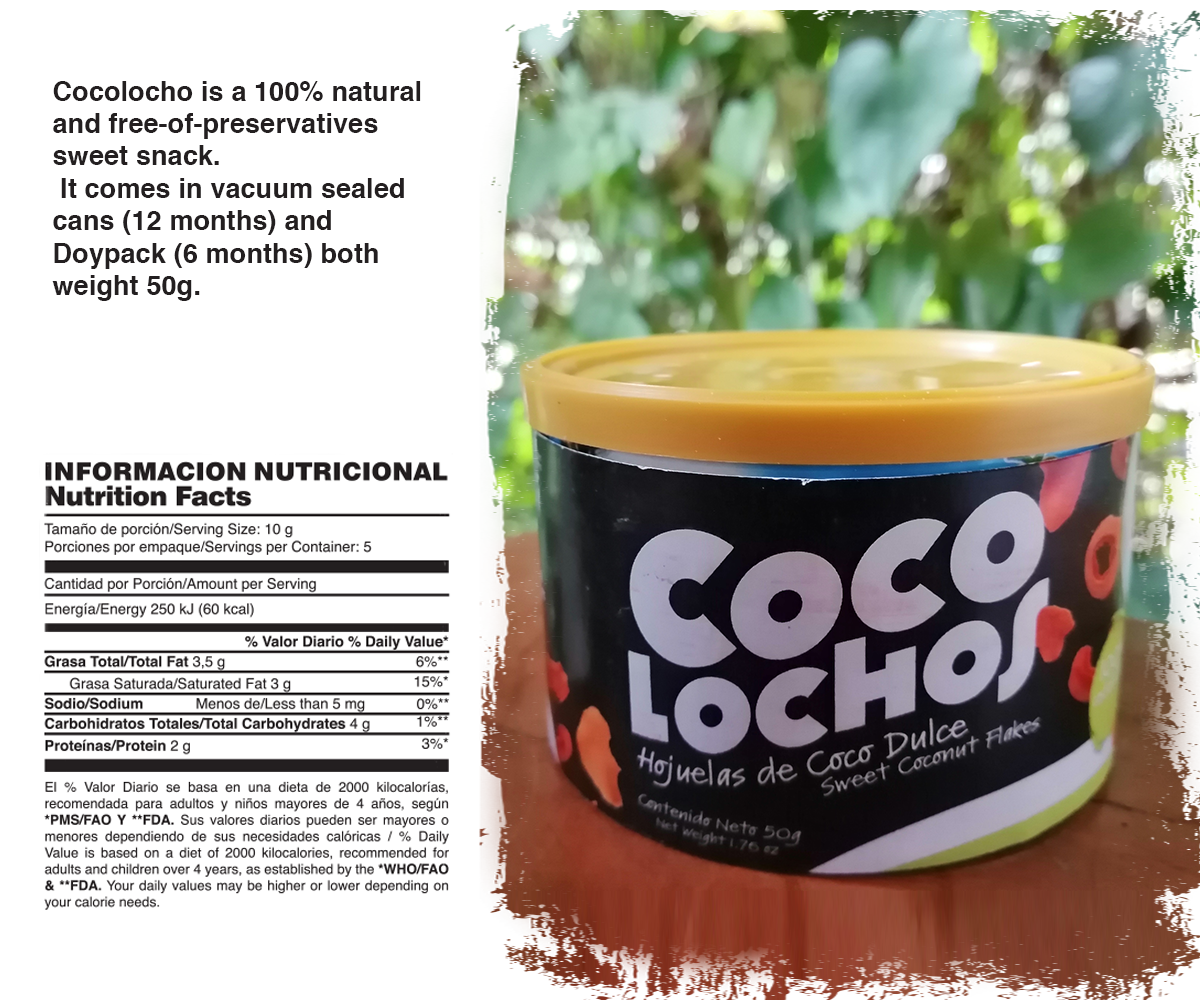 Cocolocho is a 100% natural
and free-of-preservatives
sweet snack.
It comes in vacuum sealed
cans (12 months) and
Doypack (6 months) both
weight 50g.
INFORMACION NUTRICIONAL
Nutrition Facts
Tamaño de porción/Serving Size: 10 g
Porciones por empaque/Servings per Container: 5
Cantidad por Porción/Amount per Serving
Energía/Energy 250 kJ (60 kcal)
% Valor Diario % Daily Value*
Grasa Total/Total Fat 3,5 g 6%**
Grasa Saturada/Saturated Fat 3 g 15%*
Sodio/Sodium Menos de/Less than 5 mg 0%**
Carbohidratos Totales/Total Carbohydrates 4 g 1%**
Proteínas/Protein 2 g 3%*
El % Valor Diario se basa en una dieta de 2000 kilocalorías,
recomendada para adultos y niños mayores de 4 años, según
*PMS/FAO Y **FDA. Sus valores diarios pueden ser mayores o
menores dependiendo de sus necesidades calóricas / % Daily
Value is based on a diet of 2000 kilocalories, recommended for
adults and children over 4 years, as established by the *WHO/FAO
& **FDA. Your daily values may be higher or lower depending on
your calorie needs.
COCO
LOCHOS
Hojuelas de Coco Dulce
Sweet Coconut Flakes
Contenido Neto 50g
Net weight 1.76 oz